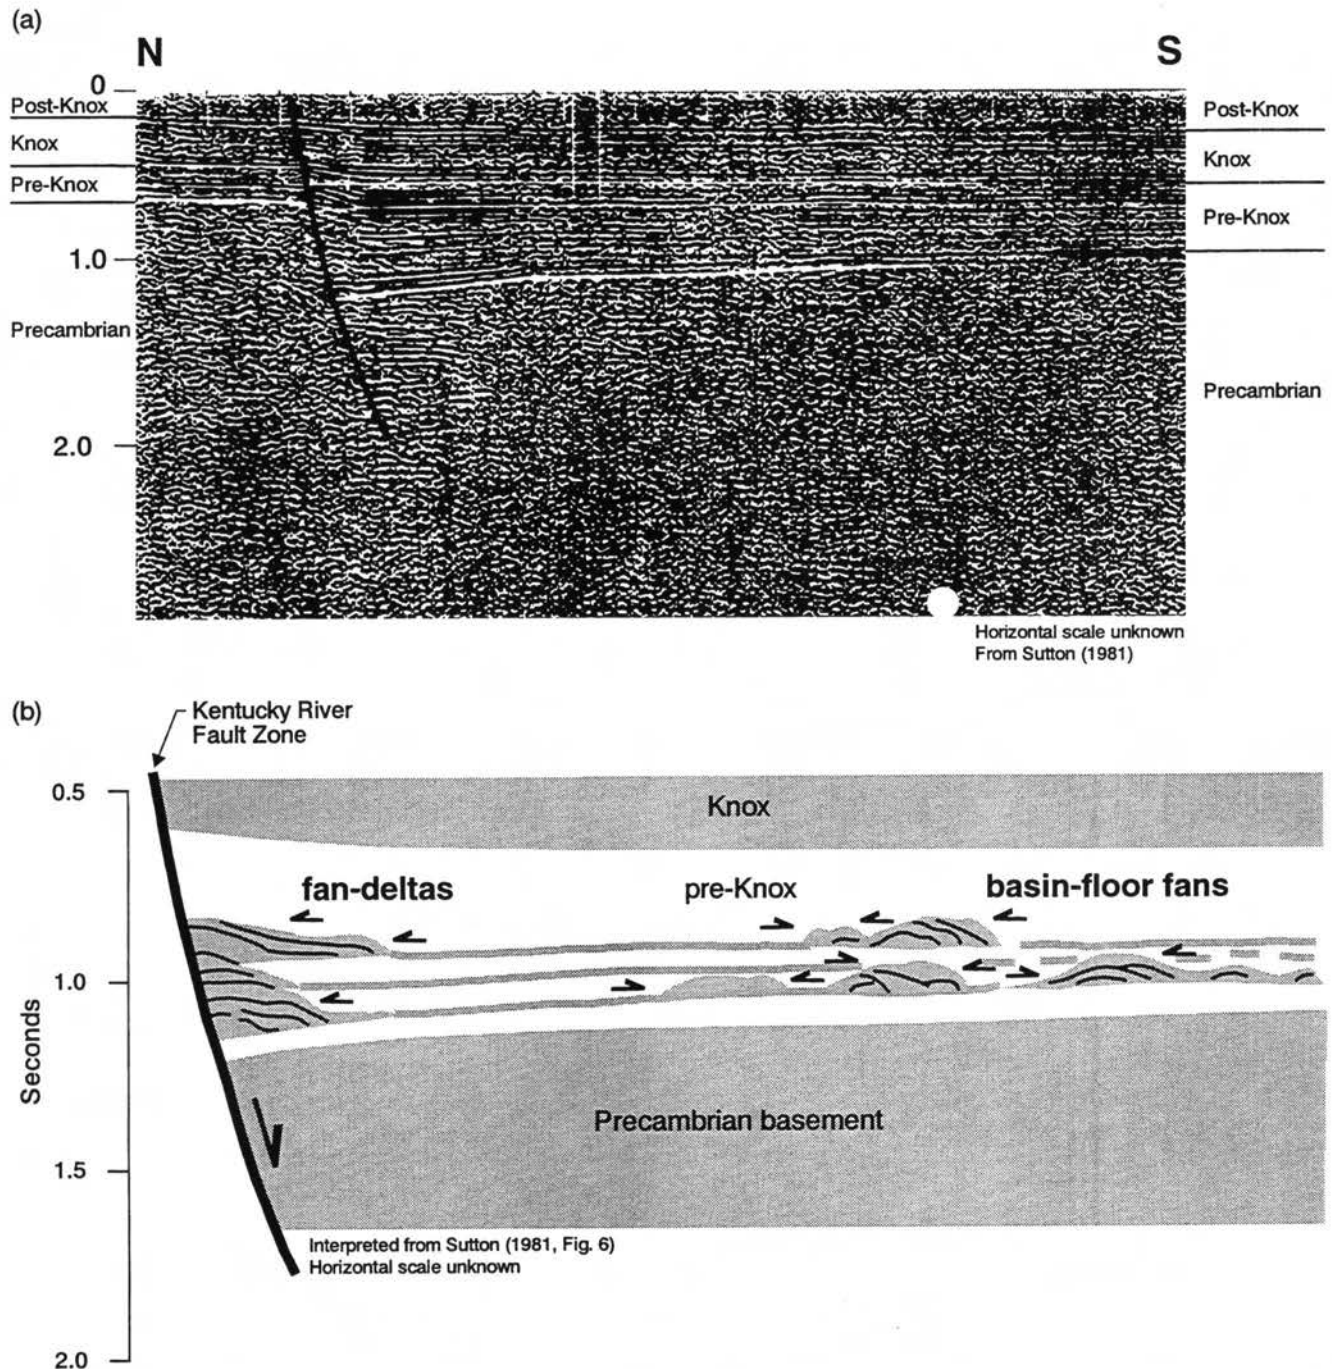 (a)
N
S
0
Post-Knox
Knox
Pre-Knox
1.0
Precambrian
2.0
Post-Knox
Knox
Pre-Knox
Precambrian
Horizontal scale unknown
From Sutton (1981)
(b)
Kentucky River
Fault Zone
0.5
Knox
fan-deltas
pre-Knox
basin-floor fans
1.0
Seconds
Precambrian basement
1.5
Interpreted from Sutton (1981, Fig. 6)
Horizontal scale unknown
2.0